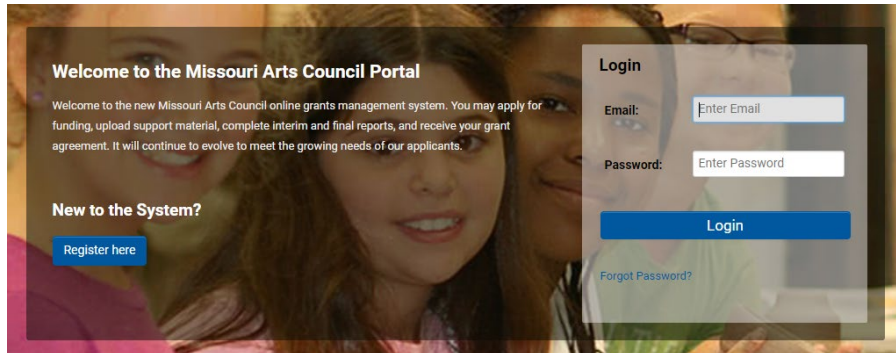 Welcome to the Missouri Arts Council Portal
Welcome to the new Missouri Arts Council online grants management system. You may apply for
funding, upload support material, complete interim and final reports, and receive your grant
agreement. It will continue to evolve to meet the growing needs of our applicants.
New to the System?
Register here
Login
Email:
Enter Email
Password:
Enter Password
Login
Forgot Password?